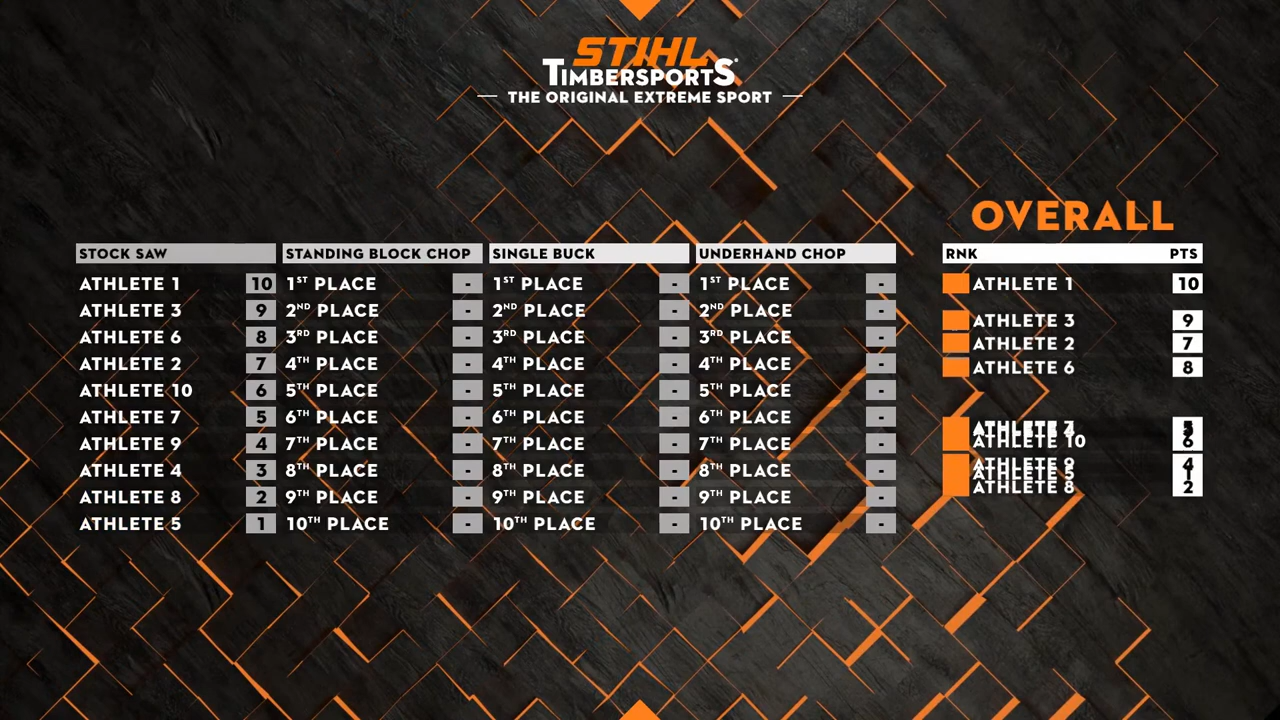 STIHL
TIMBERSPORTS®
THE ORIGINAL EXTREME SPORT
OVERALL
STOCK SAW STANDING BLOCK CHOP SINGLE BUCK UNDERHAND CHOP RNK PTS
ATHLETE 1 10 1ST PLACE - 1ST PLACE - 1ST PLACE - ATHLETE 1 10
ATHLETE 3 9 2ND PLACE - 2ND PLACE - 2ND PLACE - ATHLETE 3 9
ATHLETE 6 8 3RD PLACE - 3RD PLACE - 3RD PLACE - ATHLETE 2 7
ATHLETE 2 7 4TH PLACE - 4TH PLACE - 4TH PLACE - ATHLETE 6 8
ATHLETE 10 6 5TH PLACE - 5TH PLACE - 5TH PLACE -
ATHLETE 7 5 6TH PLACE - 6TH PLACE - 6TH PLACE - ATHLETE
ATHLETE 9 4 7TH PLACE - 7TH PLACE - 7TH PLACE - ATHLETE 10 6
ATHLETE 4 3 8TH PLACE - 8TH PLACE - 8TH PLACE - ATHLETE 9 4
ATHLETE 5
ATHLETE 8 2 9TH PLACE - 9TH PLACE - 9TH PLACE - ATHLETE 8 2
ATHLETE 5 1 10TH PLACE - 10TH PLACE - 10TH PLACE -